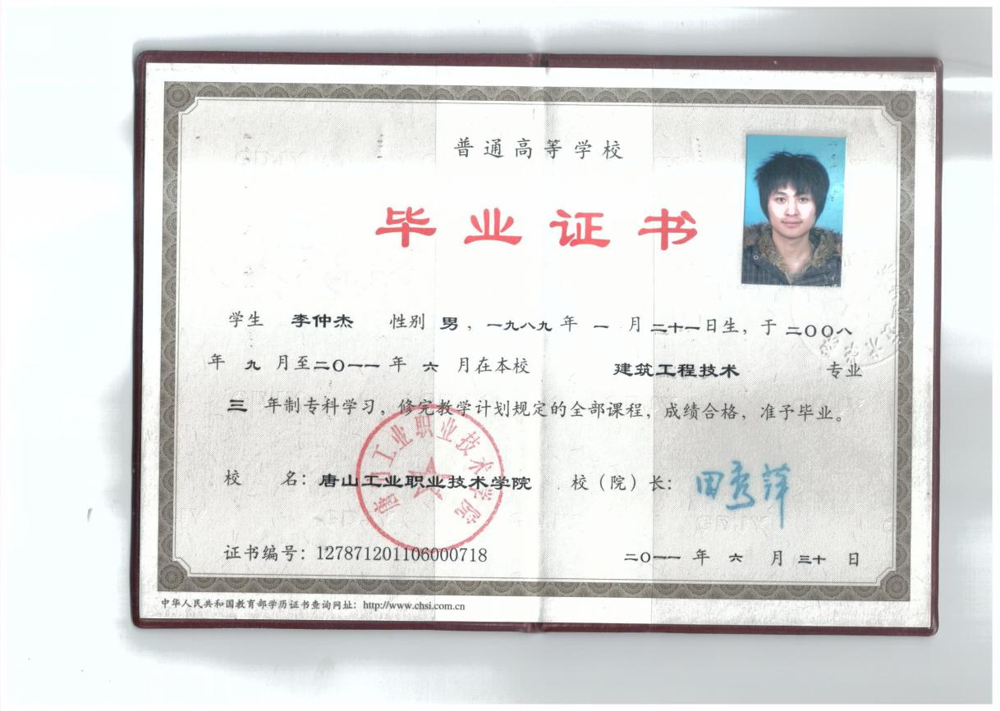 普通高等学校
毕业证书
学生 李仲杰 性别 男，一九八九年 一 月二十一日生，于二〇〇八
年 九 月至二〇一一年 六 月在本校 建筑工程技术 专业
三 年制专科学习，修完教学计划规定的全部课程，成绩合格，准予毕业。
唐山工业职业技术学院
校 名：唐山工业职业技术学院 校（院）长：田秀萍
证书编号：127871201106000718 二〇一一 年 六 月 三十 日
中华人民共和国教育部学历证书查询网址：http://www.chsi.com.cn